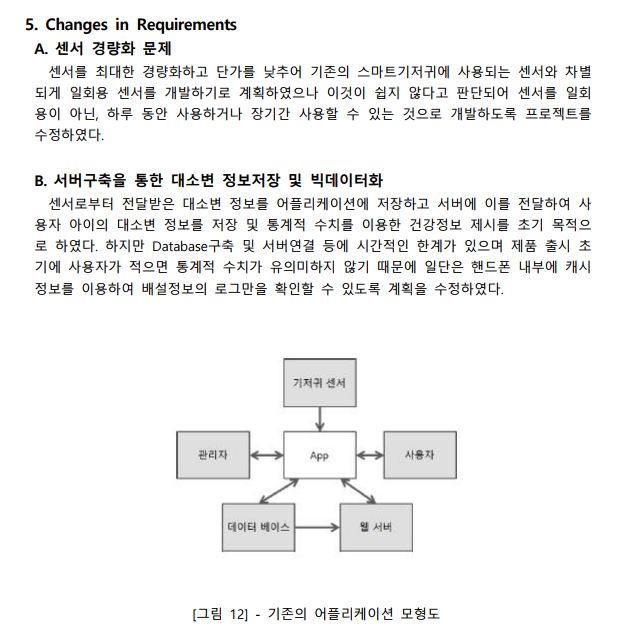 5. Changes in Requirements
A. 센서 경량화 문제
센서를 최대한 경량화하고 단가를 낮추어 기존의 스마트기저귀에 사용되는 센서와 차별
되게 일회용 센서를 개발하기로 계획하였으나 이것이 쉽지 않다고 판단되어 센서를 일회
용이 아닌, 하루 동안 사용하거나 장기간 사용할 수 있는 것으로 개발하도록 프로젝트를
수정하였다.
B. 서버구축을 통한 대소변 정보저장 및 빅데이터화
센서로부터 전달받은 대소변 정보를 어플리케이션에 저장하고 서버에 이를 전달하여 사
용자 아이의 대소변 정보를 저장 및 통계적 수치를 이용한 건강정보 제시를 초기 목적으
로 하였다. 하지만 Database구축 및 서버연결 등에 시간적인 한계가 있으며 제품 출시 초
기에 사용자가 적으면 통계적 수치가 유의미하지 않기 때문에 일단은 핸드폰 내부에 캐시
정보를 이용하여 배설정보의 로그만을 확인할 수 있도록 계획을 수정하였다.
기저귀 센서
관리자
App
사용자
데이터 베이스
웹 서버
[그림 12] - 기존의 어플리케이션 모형도